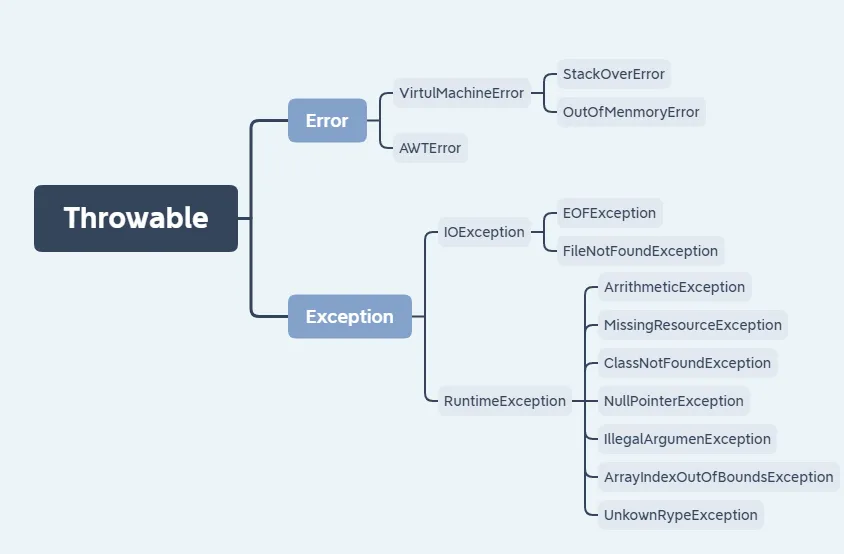 Throwable
Error
VirtulMachineError
StackOverError
OutOfMenmoryError
AWTError
Exception
IOException
EOFException
FileNotFoundException
RuntimeException
ArrithmeticException
MissingResourceException
ClassNotFoundException
NullPointerException
IllegalArgumenException
ArrayIndexOutOfBoundsException
UnkownRypeException